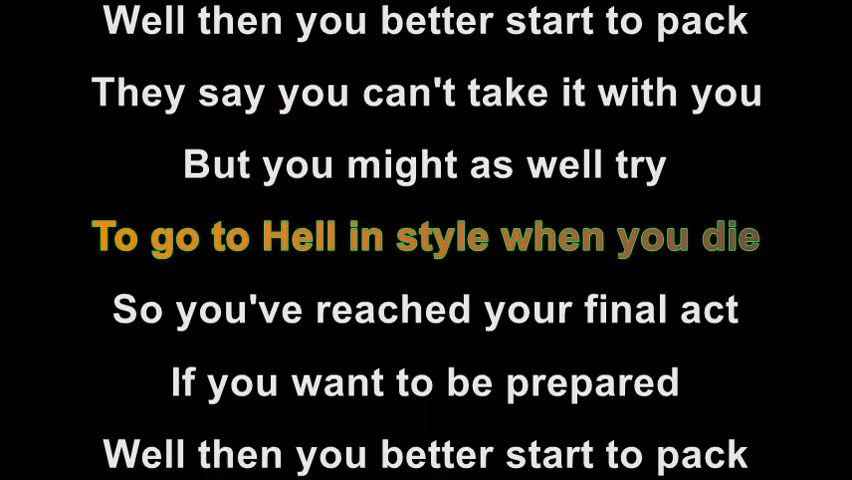 Well then you better start to pack
They say you can't take it with you
But you might as well try
To go to Hell in style when you die
So you've reached your final act
If you want to be prepared
Well then you better start to pack